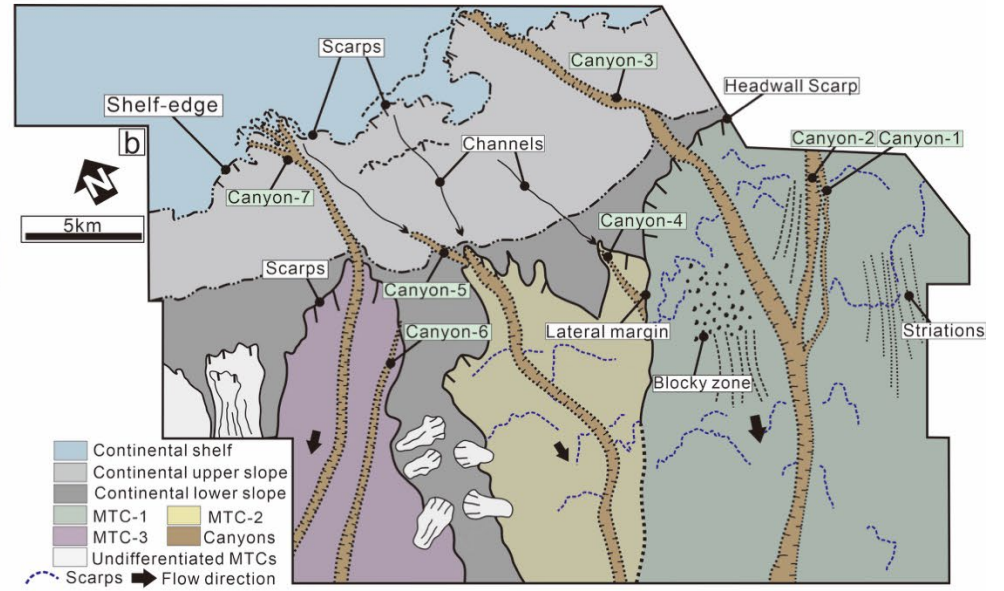 Scarps
Canyon-3
Headwall Scarp
Shelf-edge
b
N
Canyon-2
Canyon-1
Channels
Canyon-7
5km
Canyon-4
Scarps
Canyon-5
Canyon-6
Lateral margin
Striations
Blocky zone
Continental shelf
Continental upper slope
Continental lower slope
MTC-1
MTC-2
MTC-3
Canyons
Undifferentiated MTCs
Scarps
Flow direction